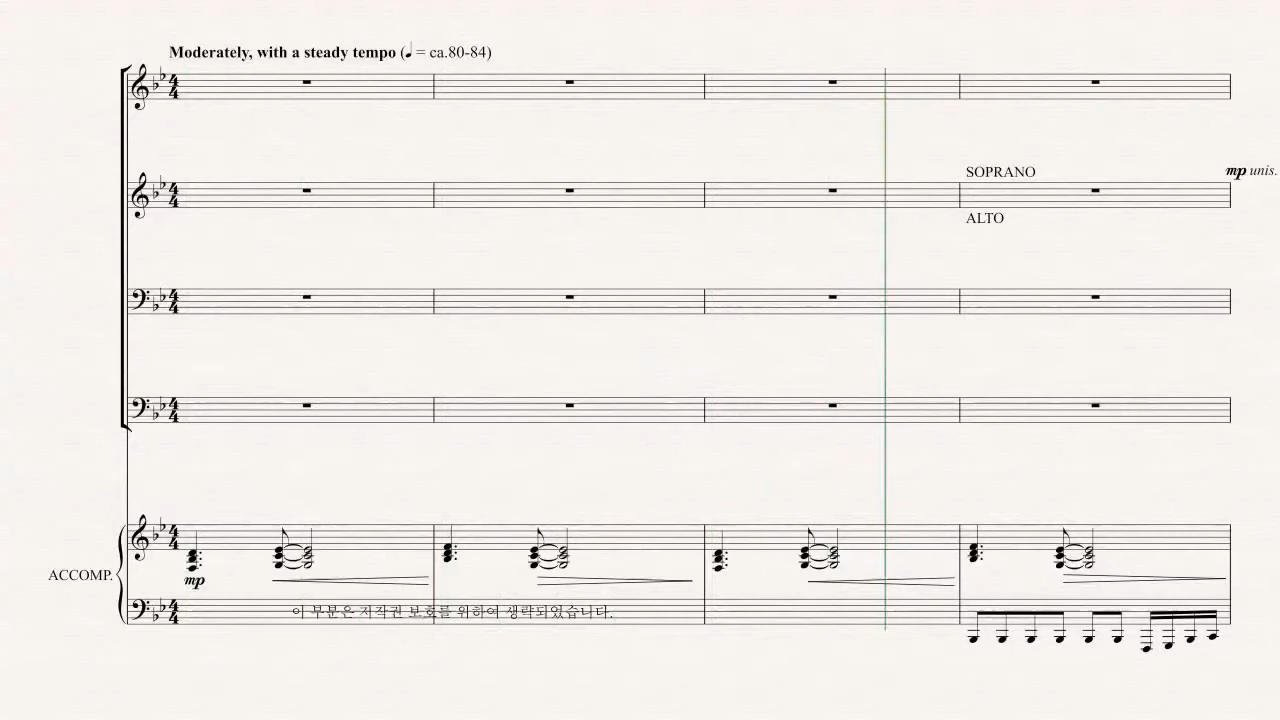 Moderately, with a steady tempo (♩ = ca.80-84)
SOPRANO
mp unis.
ALTO
ACCOMP.
mp
이 부분은 저작권 보호를 위하여 생략되었습니다.